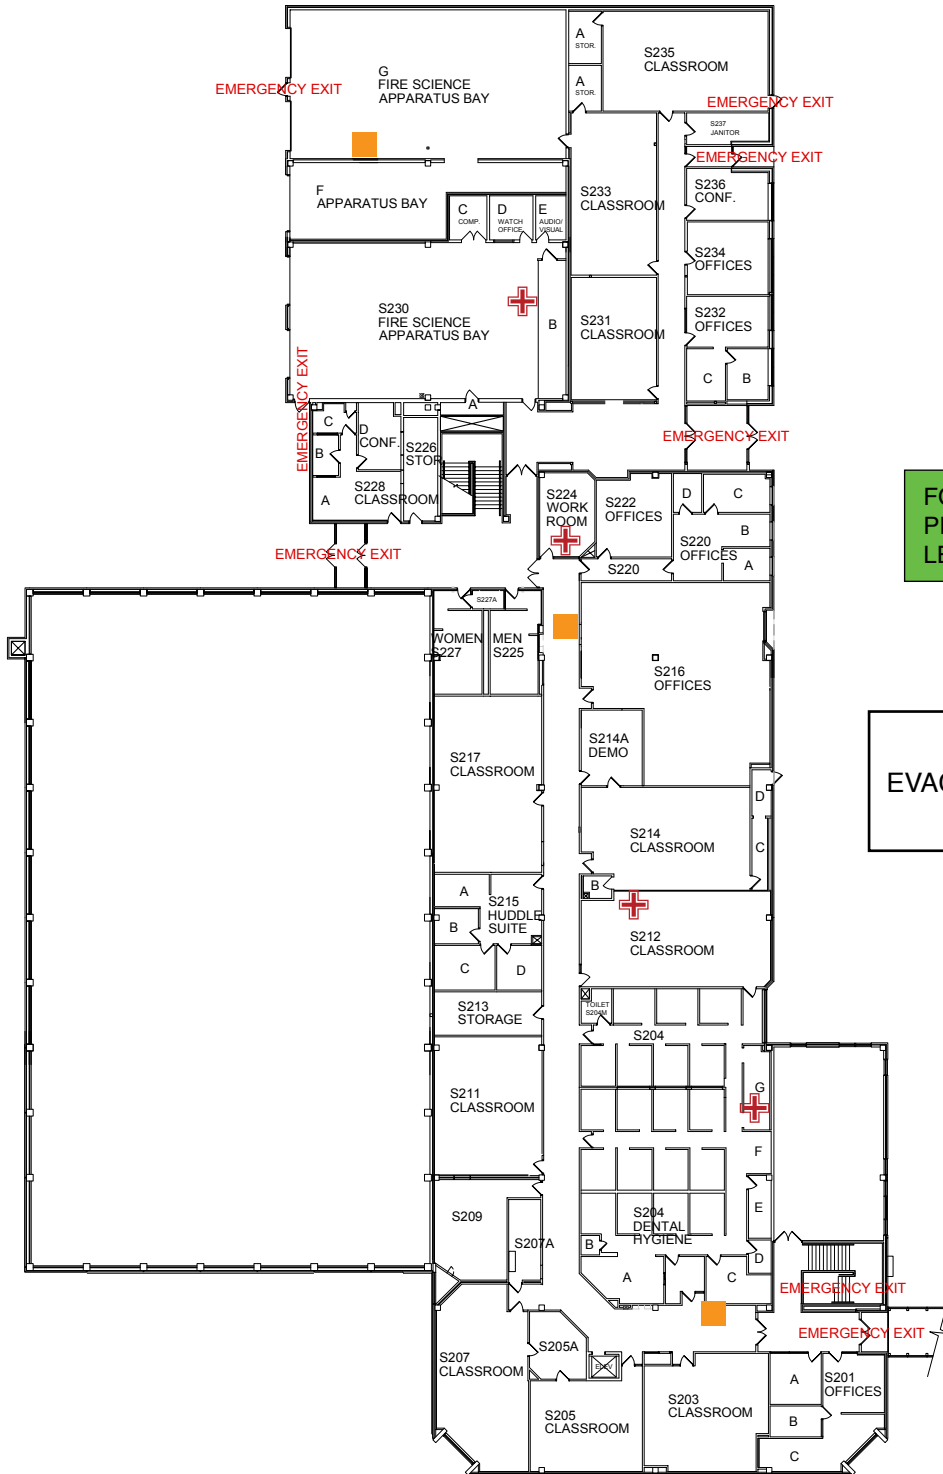 A
STOR.
S235
CLASSROOM
G
FIRE SCIENCE
APPARATUS BAY
A
STOR.
EMERGENCY EXIT
EMERGENCY EXIT
S237
JANITOR
EMERGENCY EXIT
F
APPARATUS BAY
S233
CLASSROOM
S236
CONF.
C
COMP.
D
WATCH
OFFICE
E
AUDIO/
VISUAL
S234
OFFICES
S230
FIRE SCIENCE
APPARATUS BAY
B
S231
CLASSROOM
S232
OFFICES
C
B
EMERGENCY EXIT
A
C
D
CONF.
B
S226
STOR
EMERGENCY EXIT
S228
CLASSROOM
A
S224
WORK
ROOM
S222
OFFICES
D
C
B
S220
OFFICES
A
S220
EMERGENCY EXIT
FO
LE
S227A
WOMEN
S227
MEN
S225
S216
OFFICES
S217
CLASSROOM
S214A
DEMO
EVAC
D
S214
CLASSROOM
C
B
A
S215
HUDDLE
SUITE
B
C
D
S212
CLASSROOM
S213
STORAGE
TOILET
S204M
S204
S211
CLASSROOM
G
F
E
S209
S207A
S204
DENTAL
HYGIENE
B
D
A
C
C
EMERGENCY EXIT
EMERGENCY EXIT
S207
CLASSROOM
S205A
ELEV
S205
CLASSROOM
S203
CLASSROOM
A
S201
OFFICES
B
C